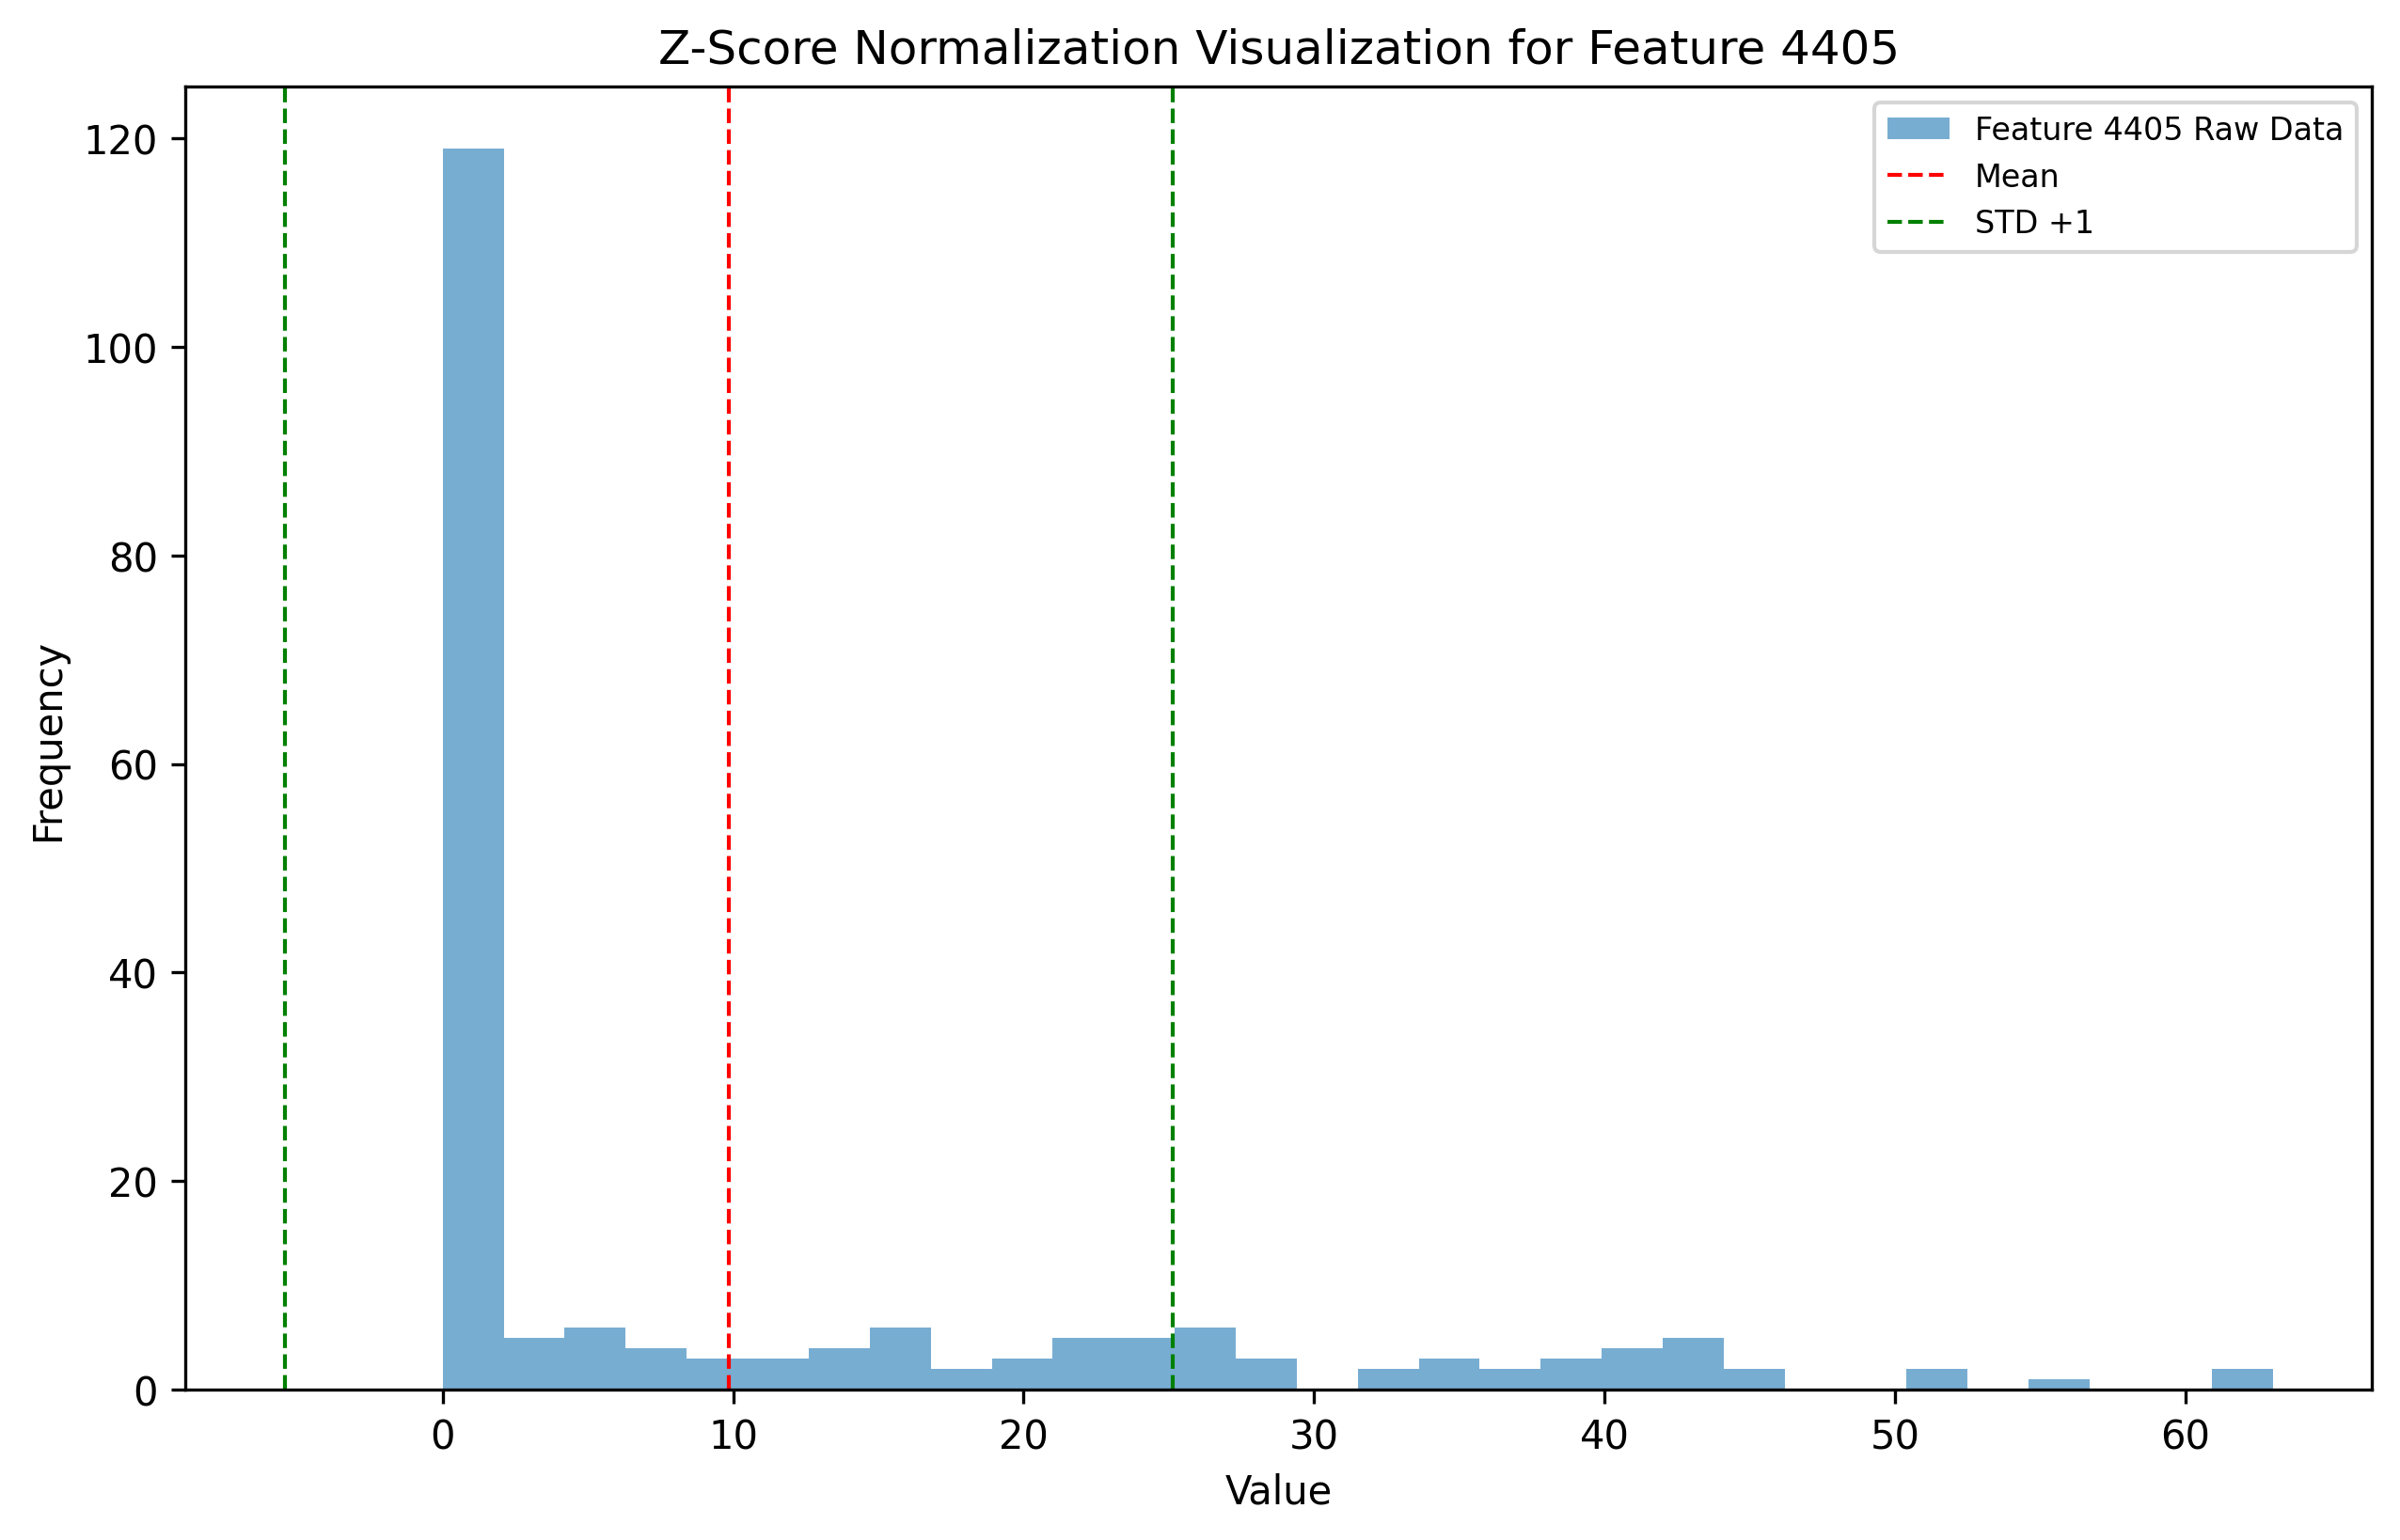 Z-Score Normalization Visualization for Feature 4405
Feature 4405 Raw Data
Mean
STD +1
120
100
80
60
40
20
0
Frequency
0 10 20 30 40 50 60
Value